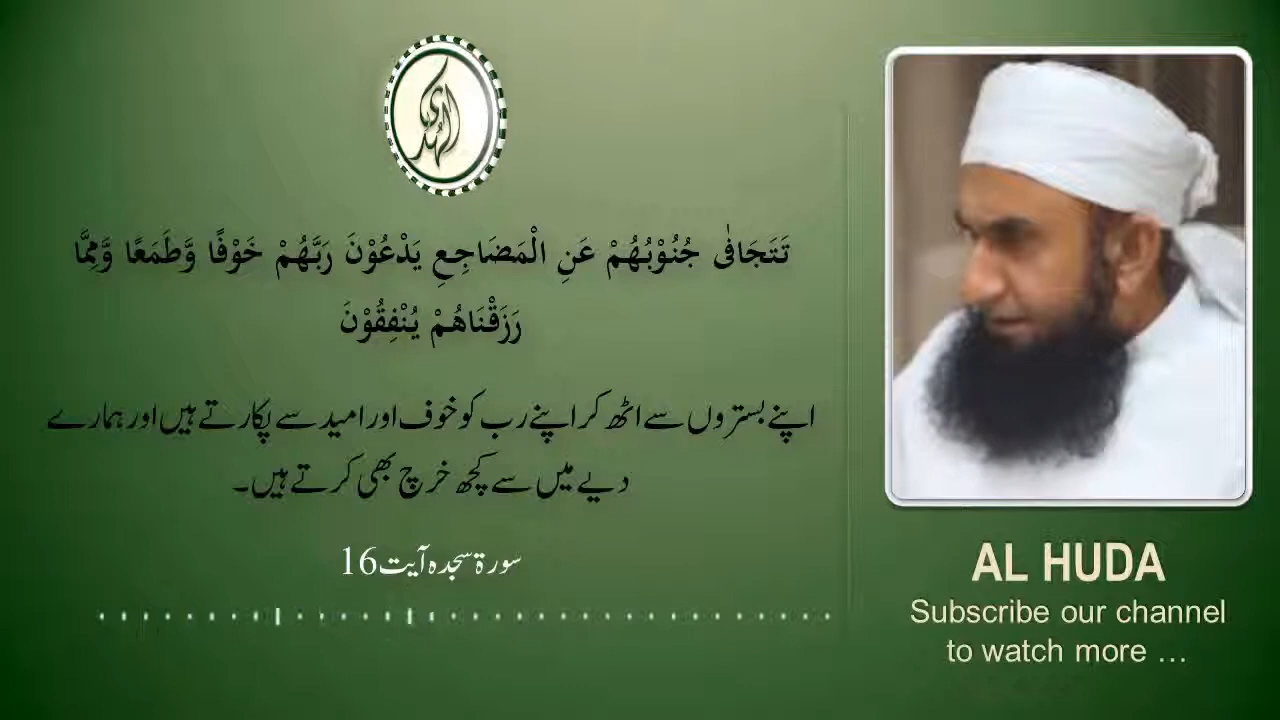 الہدیٰ
تَتَجَافٰى جُنُوْبُهُمْ عَنِ الْمَضَاجِعِ يَدْعُوْنَ رَبَّهُمْ خَوْفًا وَّطَمَعًا وَّمِمَّا
رَزَقْنَاهُمْ يُنْفِقُوْنَ
اپنے بستروں سے اٹھ کر اپنے رب کو خوف اور امید سے پکارتے ہیں اور ہمارے
دیے میں سے کچھ خرچ بھی کرتے ہیں۔
سورۃ سجدہ آیت 16
AL HUDA
Subscribe our channel
to watch more ...